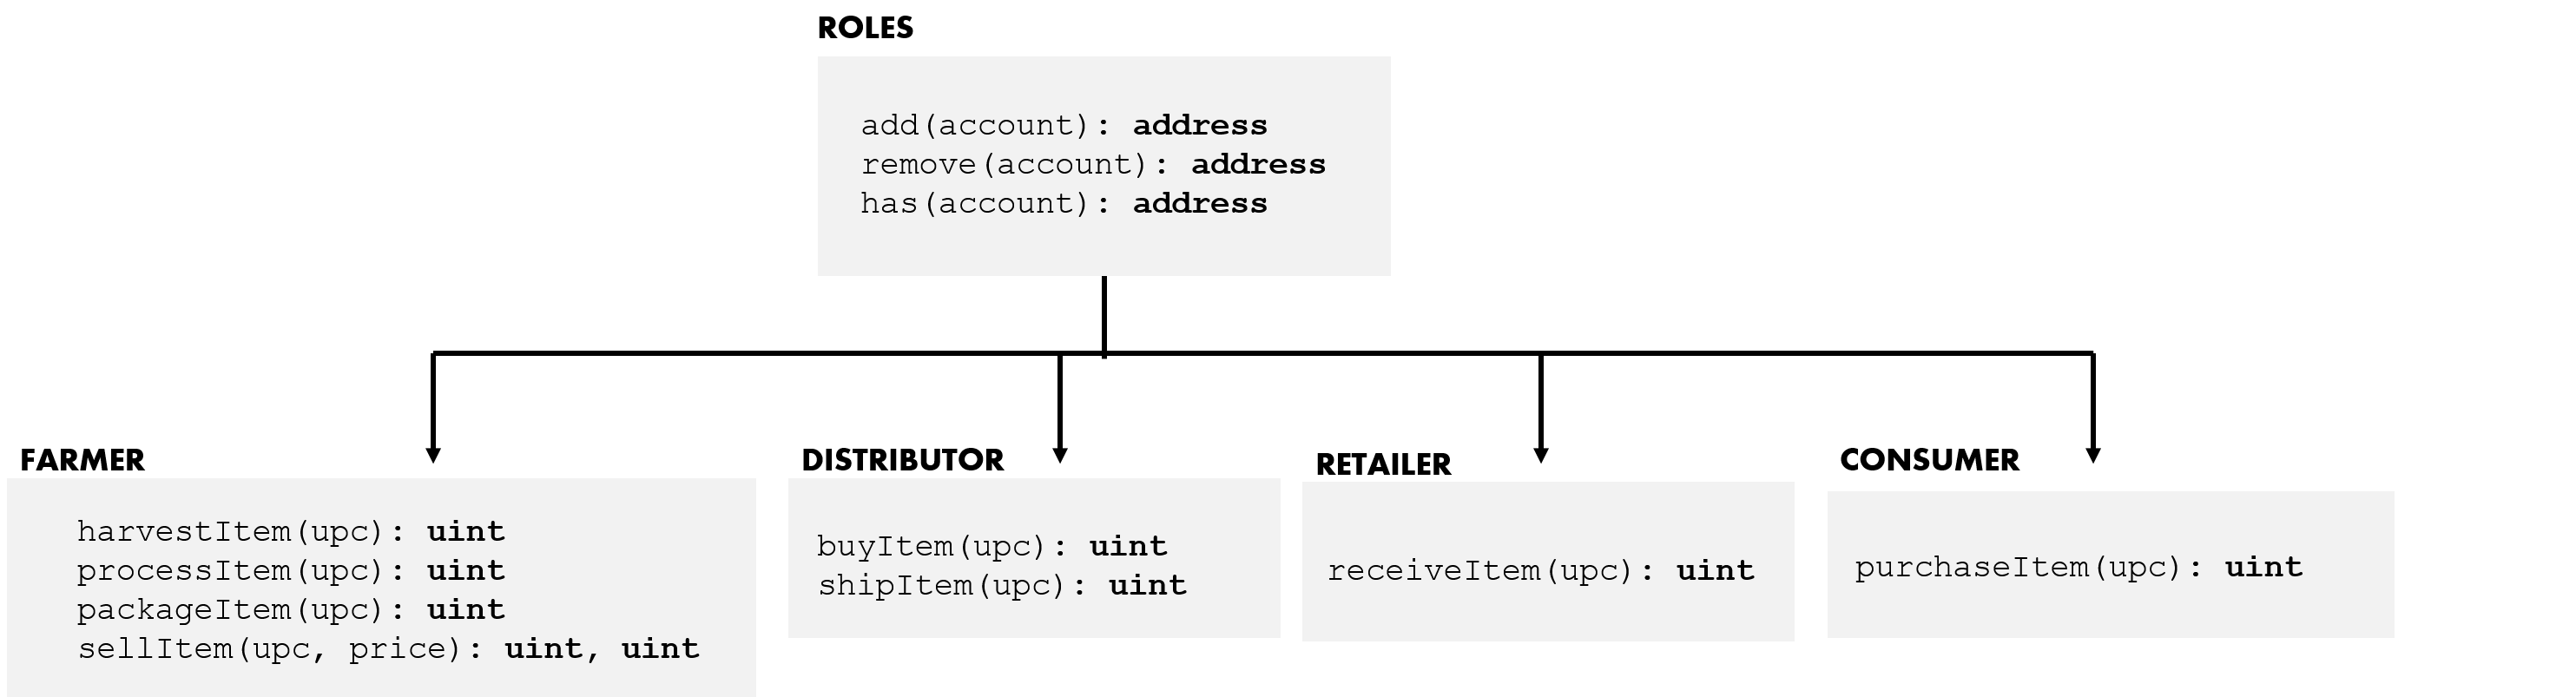 ROLES
add(account): address
remove(account): address
has(account): address
FARMER
harvestItem(upc): uint
processItem(upc): uint
packageItem(upc): uint
sellItem(upc, price): uint, uint
DISTRIBUTOR
buyItem(upc): uint
shipItem(upc): uint
RETAILER
receiveItem(upc): uint
CONSUMER
purchaseItem(upc): uint